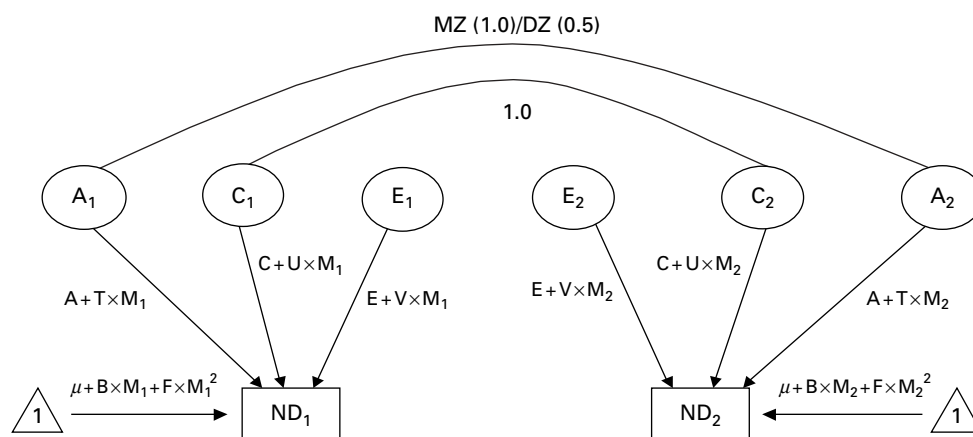 MZ (1.0)/DZ (0.5)
1.0
A₁
C₁
E₁
E₂
C₂
A₂
A+T×M₁
C+U×M₁
E+V×M₁
E+V×M₂
C+U×M₂
A+T×M₂
1
μ+B×M₁+F×M₁²
ND₁
ND₂
μ+B×M₂+F×M₂²
1